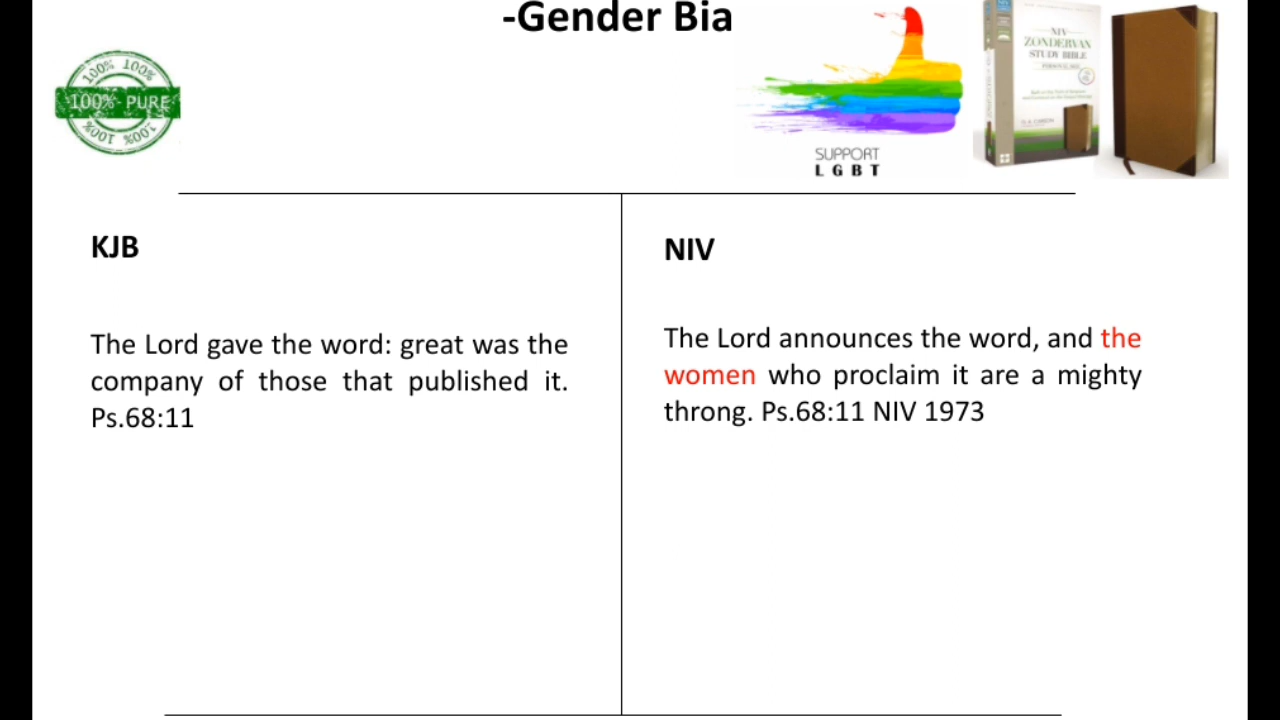 -Gender Bia
100% 100%
100% PURE
100% 100%
SUPPORT
LGBT
NIV
ZONDERVAN
STUDY BIBLE
KJB
The Lord gave the word: great was the
company of those that published it.
Ps.68:11
NIV
The Lord announces the word, and the
women who proclaim it are a mighty
throng. Ps.68:11 NIV 1973